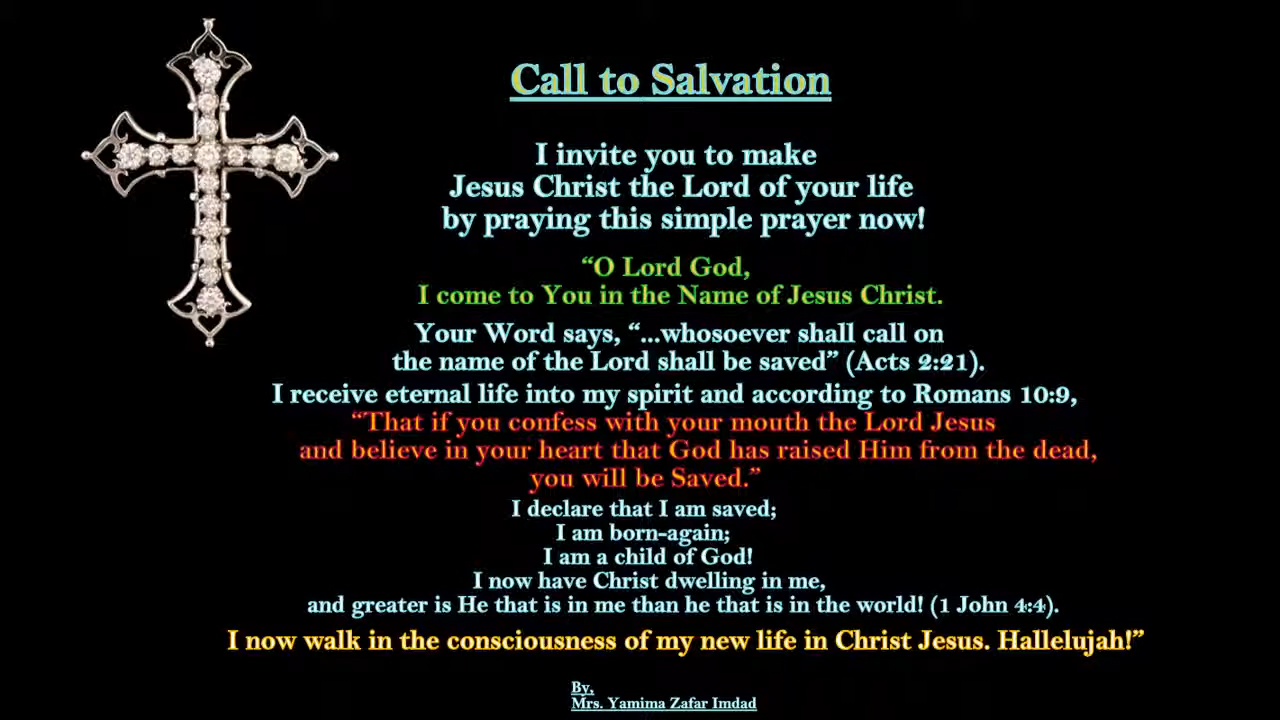 Call to Salvation
I invite you to make
Jesus Christ the Lord of your life
by praying this simple prayer now!
“O Lord God,
I come to You in the Name of Jesus Christ.
Your Word says, “...whosoever shall call on
the name of the Lord shall be saved” (Acts 2:21).
I receive eternal life into my spirit and according to Romans 10:9,
“That if you confess with your mouth the Lord Jesus
and believe in your heart that God has raised Him from the dead,
you will be Saved.”
I declare that I am saved;
I am born-again;
I am a child of God!
I now have Christ dwelling in me,
and greater is He that is in me than he that is in the world! (1 John 4:4).
I now walk in the consciousness of my new life in Christ Jesus. Hallelujah!”
By,
Mrs. Yamima Zafar Imdad